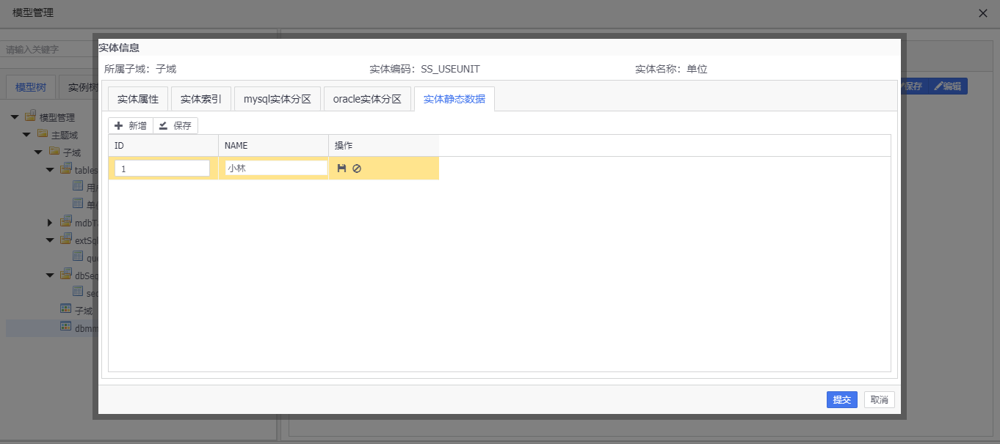 模型管理
请输入关键字
模型树 实例树
模型管理
主题域
子域
tables
mdbT
extSql
dbSeq
子域
dbmm
保存 编辑
实体信息
所属子域：子域 实体编码：SS_USEUNIT 实体名称：单位
实体属性 实体索引 mysql实体分区 oracle实体分区 实体静态数据
新增 保存
ID NAME 操作
1 小林
提交 取消